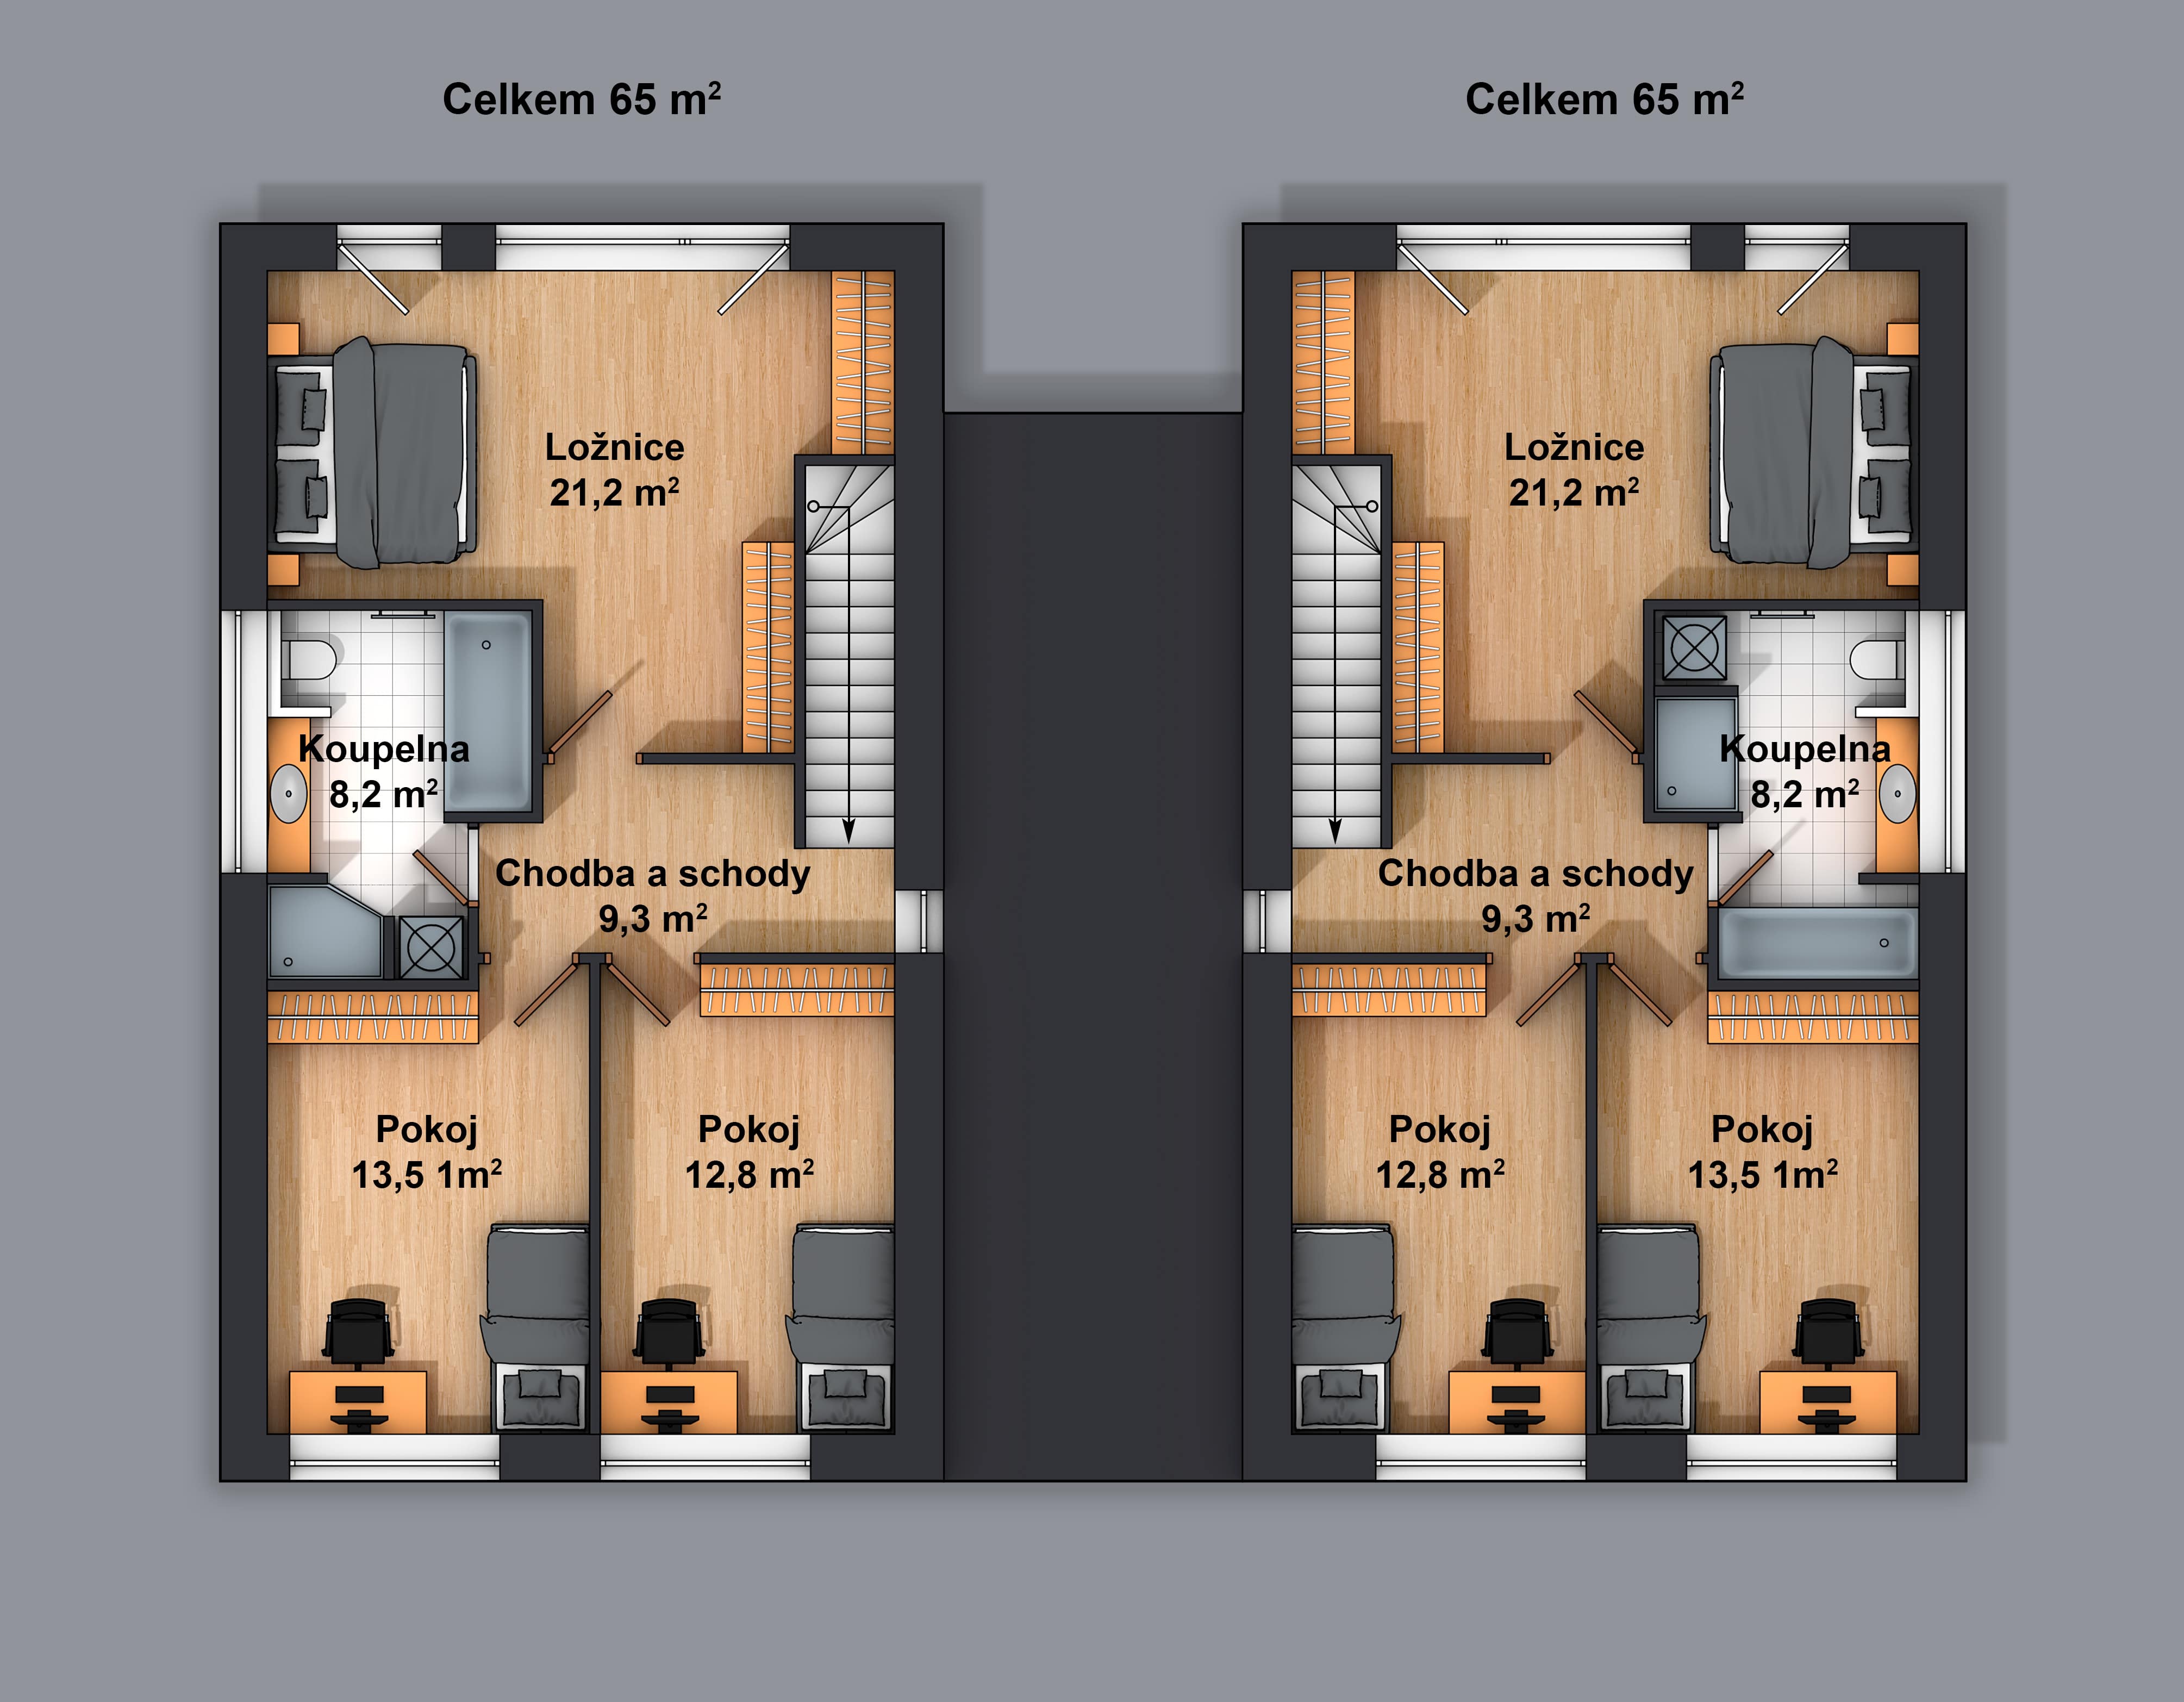 Celkem 65 m²
Celkem 65 m²
Ložnice
21,2 m²
Ložnice
21,2 m²
Koupelna
8,2 m²
Koupelna
8,2 m²
Chodba a schody
9,3 m²
Chodba a schody
9,3 m²
Pokoj
13,5 1m²
Pokoj
12,8 m²
Pokoj
12,8 m²
Pokoj
13,5 1m²